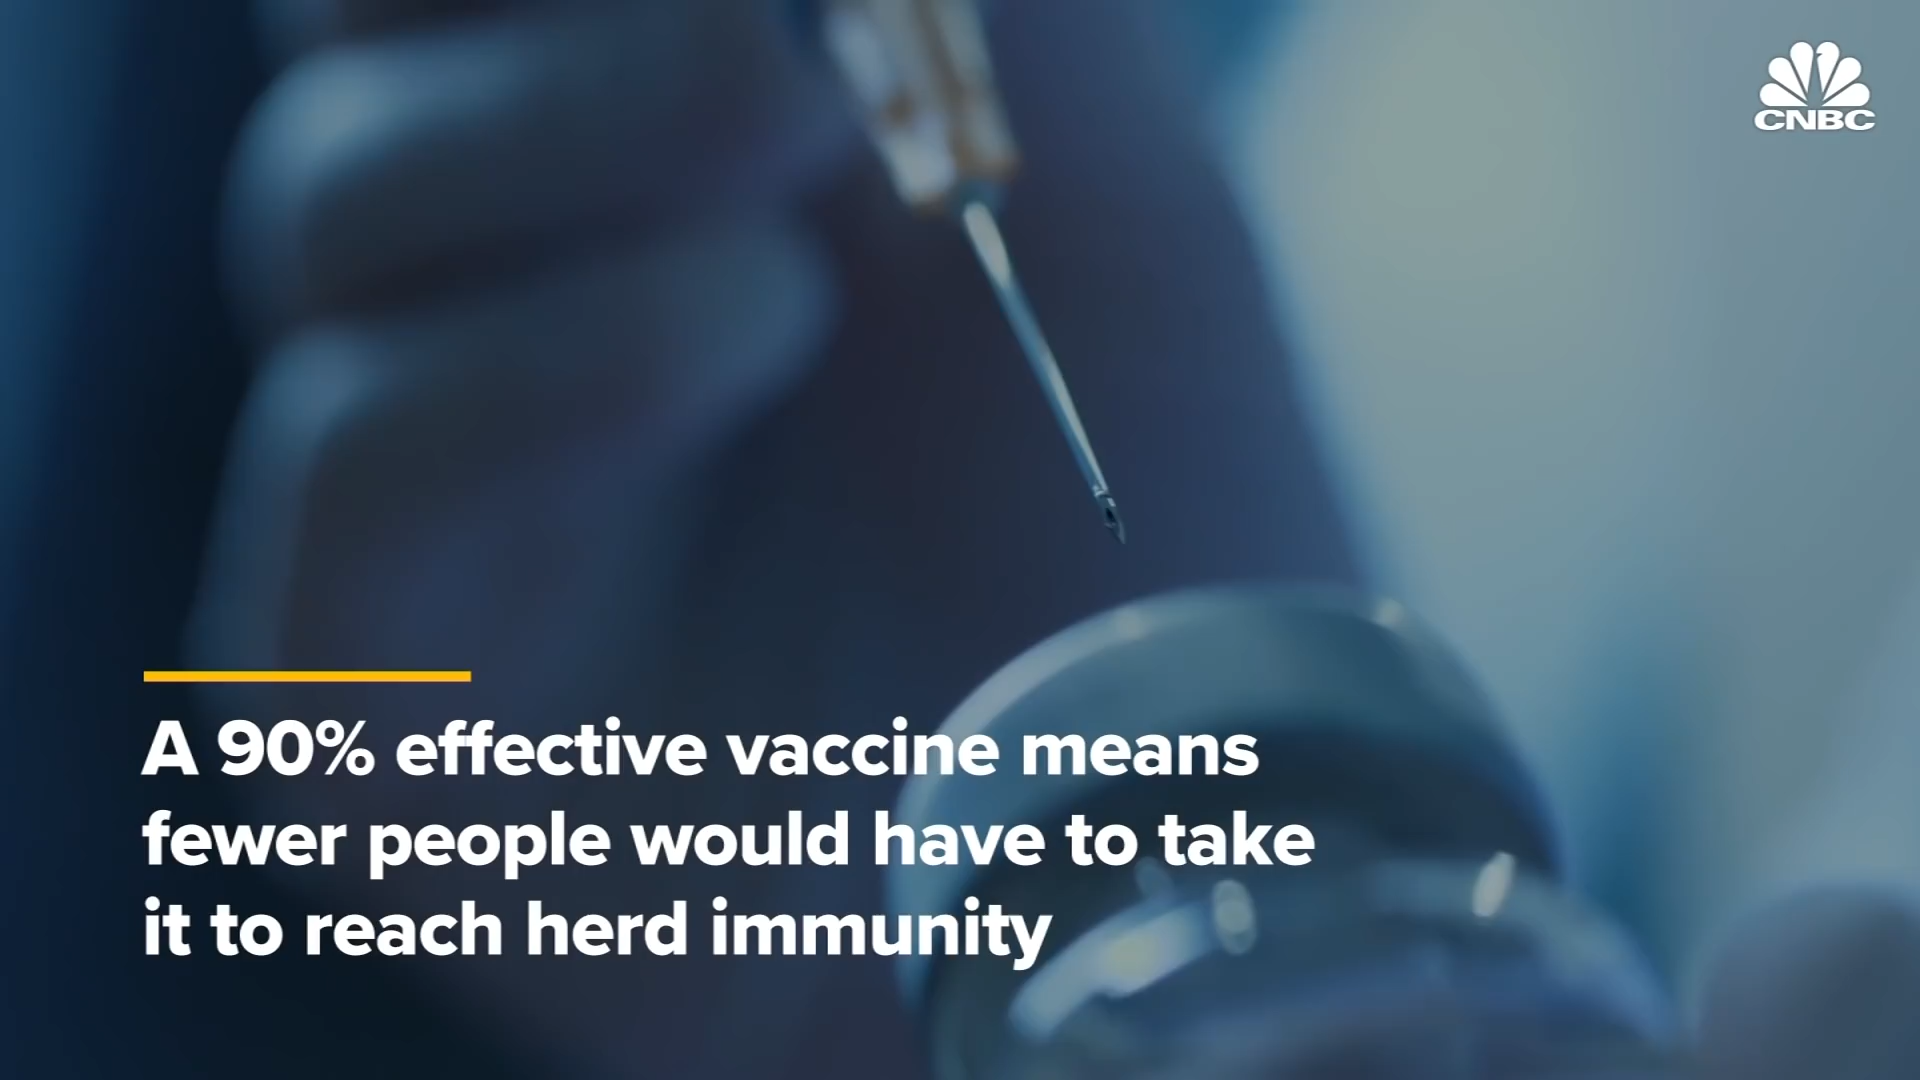 CNBC
A 90% effective vaccine means
fewer people would have to take
it to reach herd immunity